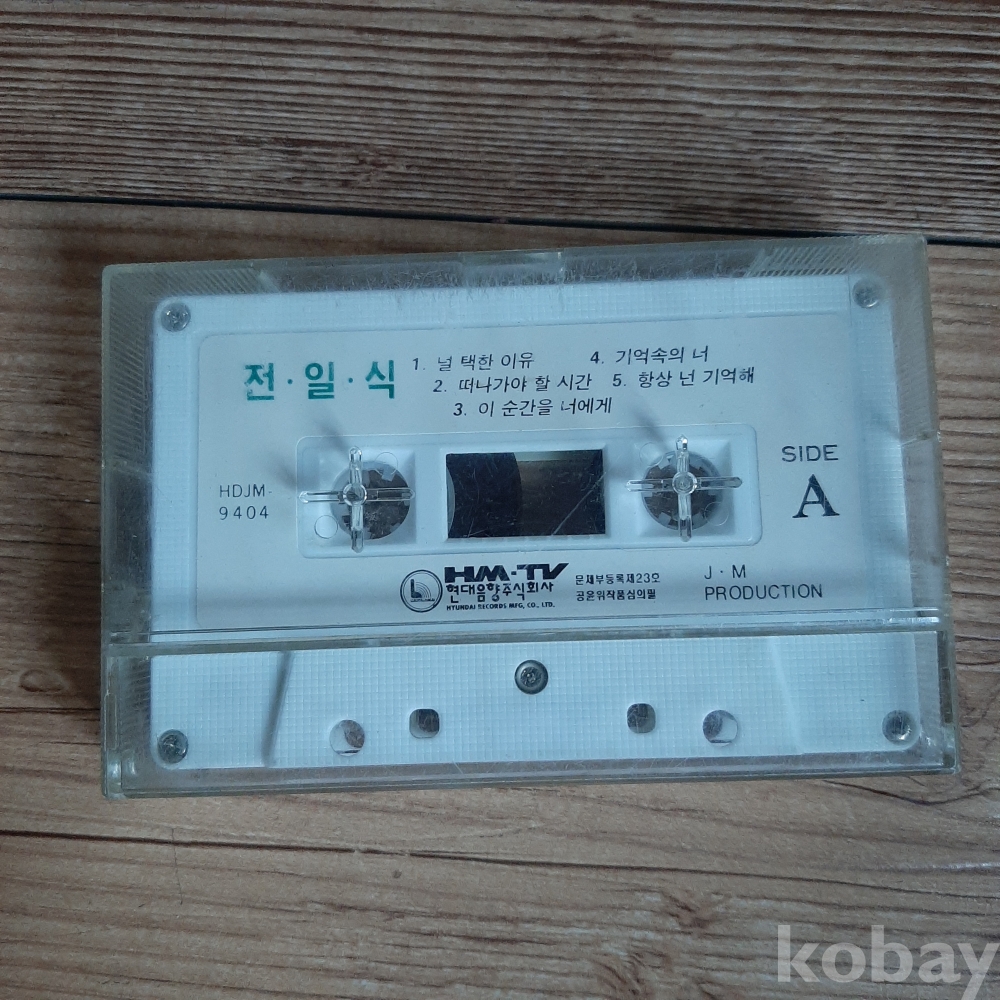 전·일·식
1. 널 택한 이유
2. 떠나가야 할 시간
3. 이 순간을 너에게
4. 기억속의 너
5. 항상 넌 기억해
HDJM-
9404
SIDE
A
HM-TV
현대음향주식회사
HYUNDAI RECORDS MFG, CO., LTD.
문체부등록제23호
공윤위작품심의필
J·M
PRODUCTION
kobay